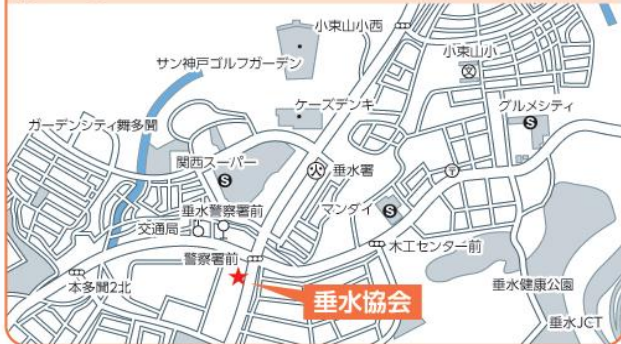 小東山小西
小東山小
サン神戸ゴルフガーデン
ケーズデンキ
グルメシティ
ガーデンシティ舞多聞
関西スーパー
垂水署
垂水警察署前
マンダイ
交通局
木工センター前
警察署前
本多聞2北
垂水健康公園
垂水協会
垂水JCT